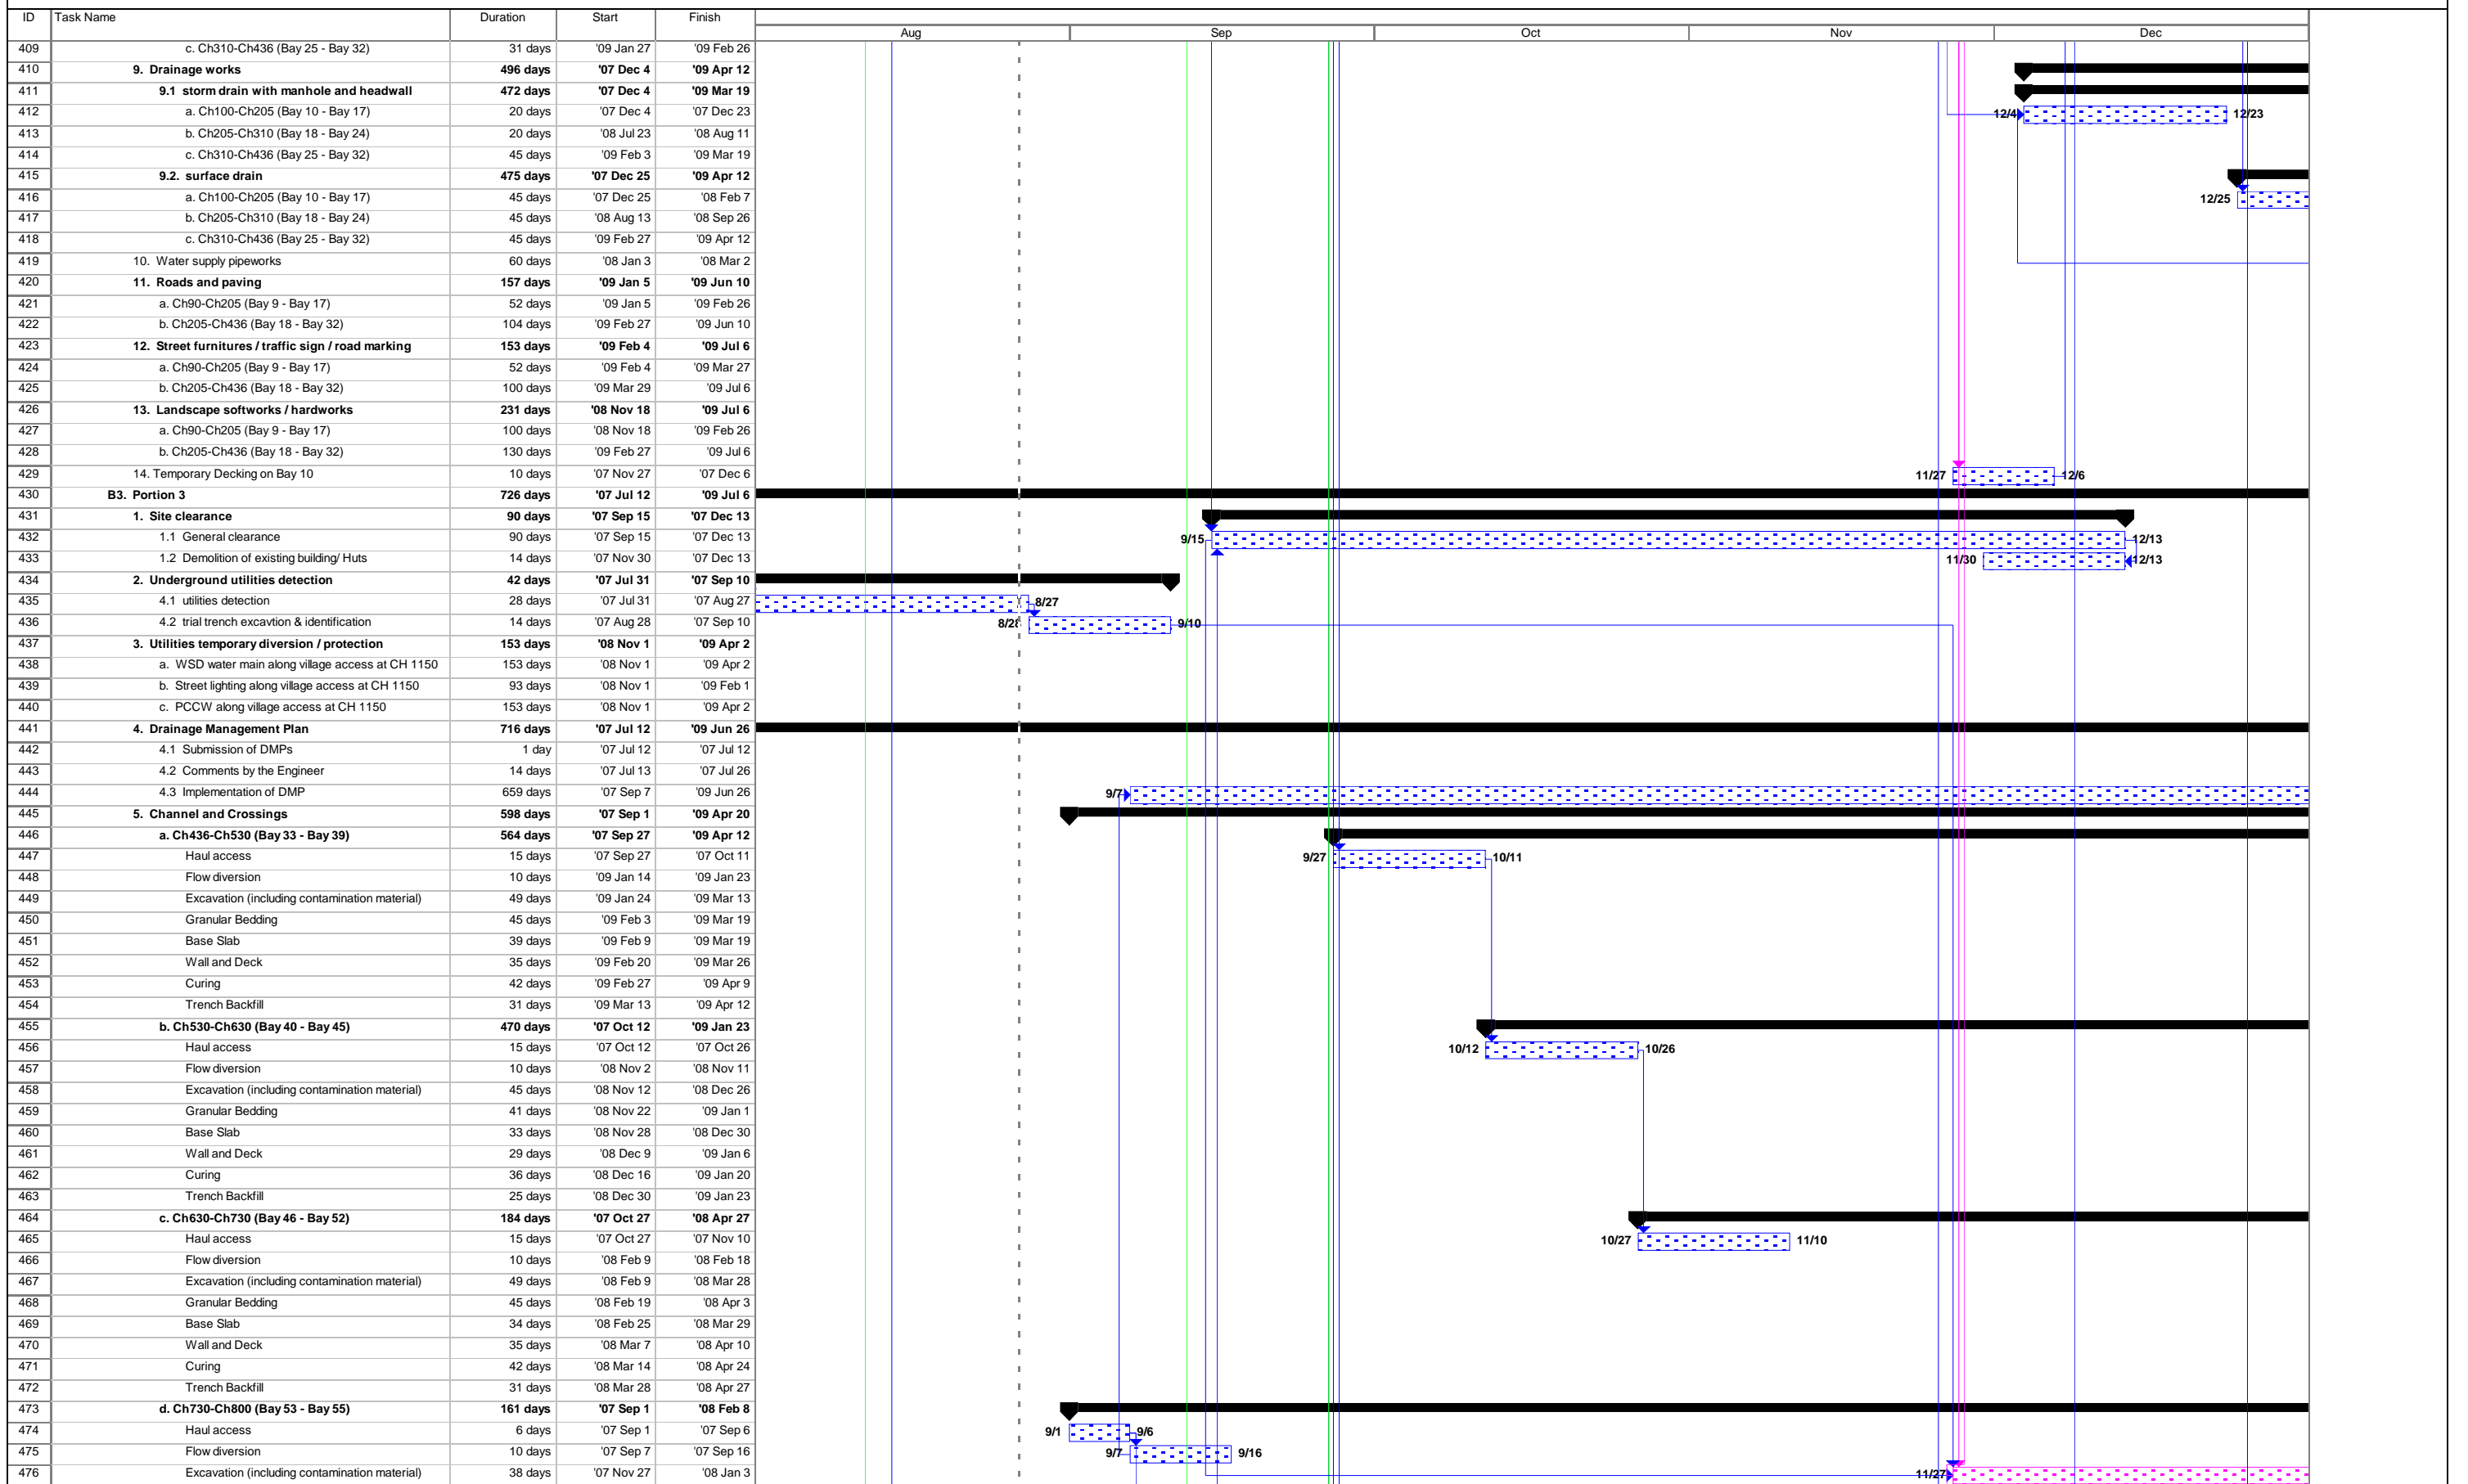 ID Task Name Duration Start Finish
Aug Sep Oct Nov Dec
409 c. Ch310-Ch436 (Bay 25 - Bay 32) 31 days '09 Jan 27 '09 Feb 26
410 9. Drainage works 496 days '07 Dec 4 '09 Apr 12
411 9.1 storm drain with manhole and headwall 472 days '07 Dec 4 '09 Mar 19
412 a. Ch100-Ch205 (Bay 10 - Bay 17) 20 days '07 Dec 4 '07 Dec 23 12/4 12/23
413 b. Ch205-Ch310 (Bay 18 - Bay 24) 20 days '08 Jul 23 '08 Aug 11
414 c. Ch310-Ch436 (Bay 25 - Bay 32) 45 days '09 Feb 3 '09 Mar 19
415 9.2. surface drain 475 days '07 Dec 25 '09 Apr 12
416 a. Ch100-Ch205 (Bay 10 - Bay 17) 45 days '07 Dec 25 '08 Feb 7 12/25
417 b. Ch205-Ch310 (Bay 18 - Bay 24) 45 days '08 Aug 13 '08 Sep 26
418 c. Ch310-Ch436 (Bay 25 - Bay 32) 45 days '09 Feb 27 '09 Apr 12
419 10. Water supply pipeworks 60 days '08 Jan 3 '08 Mar 2
420 11. Roads and paving 157 days '09 Jan 5 '09 Jun 10
421 a. Ch90-Ch205 (Bay 9 - Bay 17) 52 days '09 Jan 5 '09 Feb 26
422 b. Ch205-Ch436 (Bay 18 - Bay 32) 104 days '09 Feb 27 '09 Jun 10
423 12. Street furnitures / traffic sign / road marking 153 days '09 Feb 4 '09 Jul 6
424 a. Ch90-Ch205 (Bay 9 - Bay 17) 52 days '09 Feb 4 '09 Mar 27
425 b. Ch205-Ch436 (Bay 18 - Bay 32) 100 days '09 Mar 29 '09 Jul 6
426 13. Landscape softworks / hardworks 231 days '08 Nov 18 '09 Jul 6
427 a. Ch90-Ch205 (Bay 9 - Bay 17) 100 days '08 Nov 18 '09 Feb 26
428 b. Ch205-Ch436 (Bay 18 - Bay 32) 130 days '09 Feb 27 '09 Jul 6
429 14. Temporary Decking on Bay 10 10 days '07 Nov 27 '07 Dec 6 11/27 12/6
430 B3. Portion 3 726 days '07 Jul 12 '09 Jul 6
431 1. Site clearance 90 days '07 Sep 15 '07 Dec 13
432 1.1 General clearance 90 days '07 Sep 15 '07 Dec 13 9/15 12/13
433 1.2 Demolition of existing building/ Huts 14 days '07 Nov 30 '07 Dec 13 11/30 12/13
434 2. Underground utilities detection 42 days '07 Jul 31 '07 Sep 10
435 4.1 utilities detection 28 days '07 Jul 31 '07 Aug 27 8/27
436 4.2 trial trench excavtion & identification 14 days '07 Aug 28 '07 Sep 10 8/28 9/10
437 3. Utilities temporary diversion / protection 153 days '08 Nov 1 '09 Apr 2
438 a. WSD water main along village access at CH 1150 153 days '08 Nov 1 '09 Apr 2
439 b. Street lighting along village access at CH 1150 93 days '08 Nov 1 '09 Feb 1
440 c. PCCW along village access at CH 1150 153 days '08 Nov 1 '09 Apr 2
441 4. Drainage Management Plan 716 days '07 Jul 12 '09 Jun 26
442 4.1 Submission of DMPs 1 day '07 Jul 12 '07 Jul 12
443 4.2 Comments by the Engineer 14 days '07 Jul 13 '07 Jul 26
444 4.3 Implementation of DMP 659 days '07 Sep 7 '09 Jun 26 9/7
445 5. Channel and Crossings 598 days '07 Sep 1 '09 Apr 20
446 a. Ch436-Ch530 (Bay 33 - Bay 39) 564 days '07 Sep 27 '09 Apr 12
447 Haul access 15 days '07 Sep 27 '07 Oct 11 9/27 10/11
448 Flow diversion 10 days '09 Jan 14 '09 Jan 23
449 Excavation (including contamination material) 49 days '09 Jan 24 '09 Mar 13
450 Granular Bedding 45 days '09 Feb 3 '09 Mar 19
451 Base Slab 39 days '09 Feb 9 '09 Mar 19
452 Wall and Deck 35 days '09 Feb 20 '09 Mar 26
453 Curing 42 days '09 Feb 27 '09 Apr 9
454 Trench Backfill 31 days '09 Mar 13 '09 Apr 12
455 b. Ch530-Ch630 (Bay 40 - Bay 45) 470 days '07 Oct 12 '09 Jan 23
456 Haul access 15 days '07 Oct 12 '07 Oct 26 10/12 10/26
457 Flow diversion 10 days '08 Nov 2 '08 Nov 11
458 Excavation (including contamination material) 45 days '08 Nov 12 '08 Dec 26
459 Granular Bedding 41 days '08 Nov 22 '09 Jan 1
460 Base Slab 33 days '08 Nov 28 '08 Dec 30
461 Wall and Deck 29 days '08 Dec 9 '09 Jan 6
462 Curing 36 days '08 Dec 16 '09 Jan 20
463 Trench Backfill 25 days '08 Dec 30 '09 Jan 23
464 c. Ch630-Ch730 (Bay 46 - Bay 52) 184 days '07 Oct 27 '08 Apr 27
465 Haul access 15 days '07 Oct 27 '07 Nov 10 10/27 11/10
466 Flow diversion 10 days '08 Feb 9 '08 Feb 18
467 Excavation (including contamination material) 49 days '08 Feb 9 '08 Mar 28
468 Granular Bedding 45 days '08 Feb 19 '08 Apr 3
469 Base Slab 34 days '08 Feb 25 '08 Mar 29
470 Wall and Deck 35 days '08 Mar 7 '08 Apr 10
471 Curing 42 days '08 Mar 14 '08 Apr 24
472 Trench Backfill 31 days '08 Mar 28 '08 Apr 27
473 d. Ch730-Ch800 (Bay 53 - Bay 55) 161 days '07 Sep 1 '08 Feb 8
474 Haul access 6 days '07 Sep 1 '07 Sep 6 9/1 9/6
475 Flow diversion 10 days '07 Sep 7 '07 Sep 16 9/7 9/16
476 Excavation (including contamination material) 38 days '07 Nov 27 '08 Jan 3 11/27